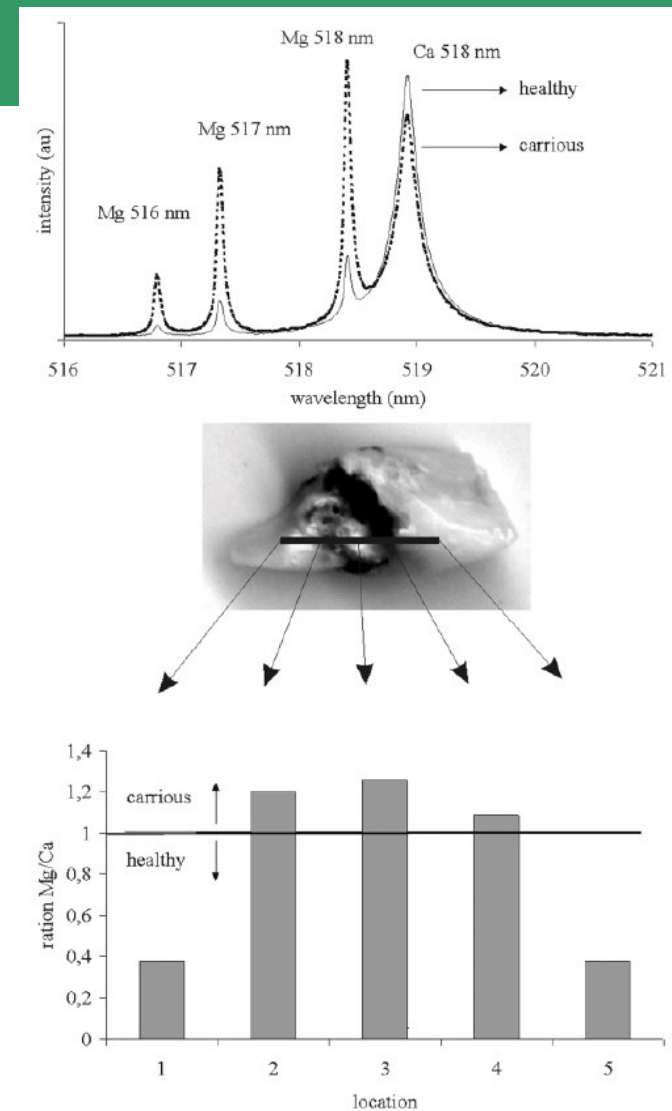 Mg 518 nm
Ca 518 nm
healthy
Mg 517 nm
carrious
Mg 516 nm
intensity (au)
516 517 518 519 520 521
wavelength (nm)
1,4
1,2
1
0,8
0,6
0,4
0,2
0
carrious
healthy
ration Mg/Ca
1 2 3 4 5
location